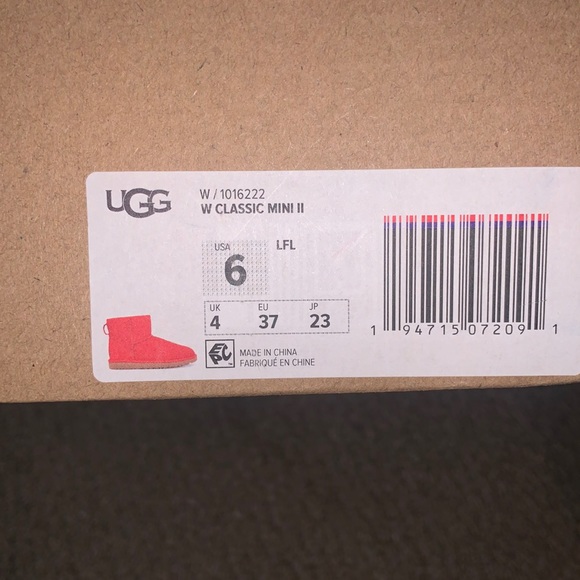 UGG
W / 1016222
W CLASSIC MINI II
USA
6
LFL
UK EU JP
4 37 23
1 94715 07209 1
MADE IN CHINA
FABRIQUÉ EN CHINE